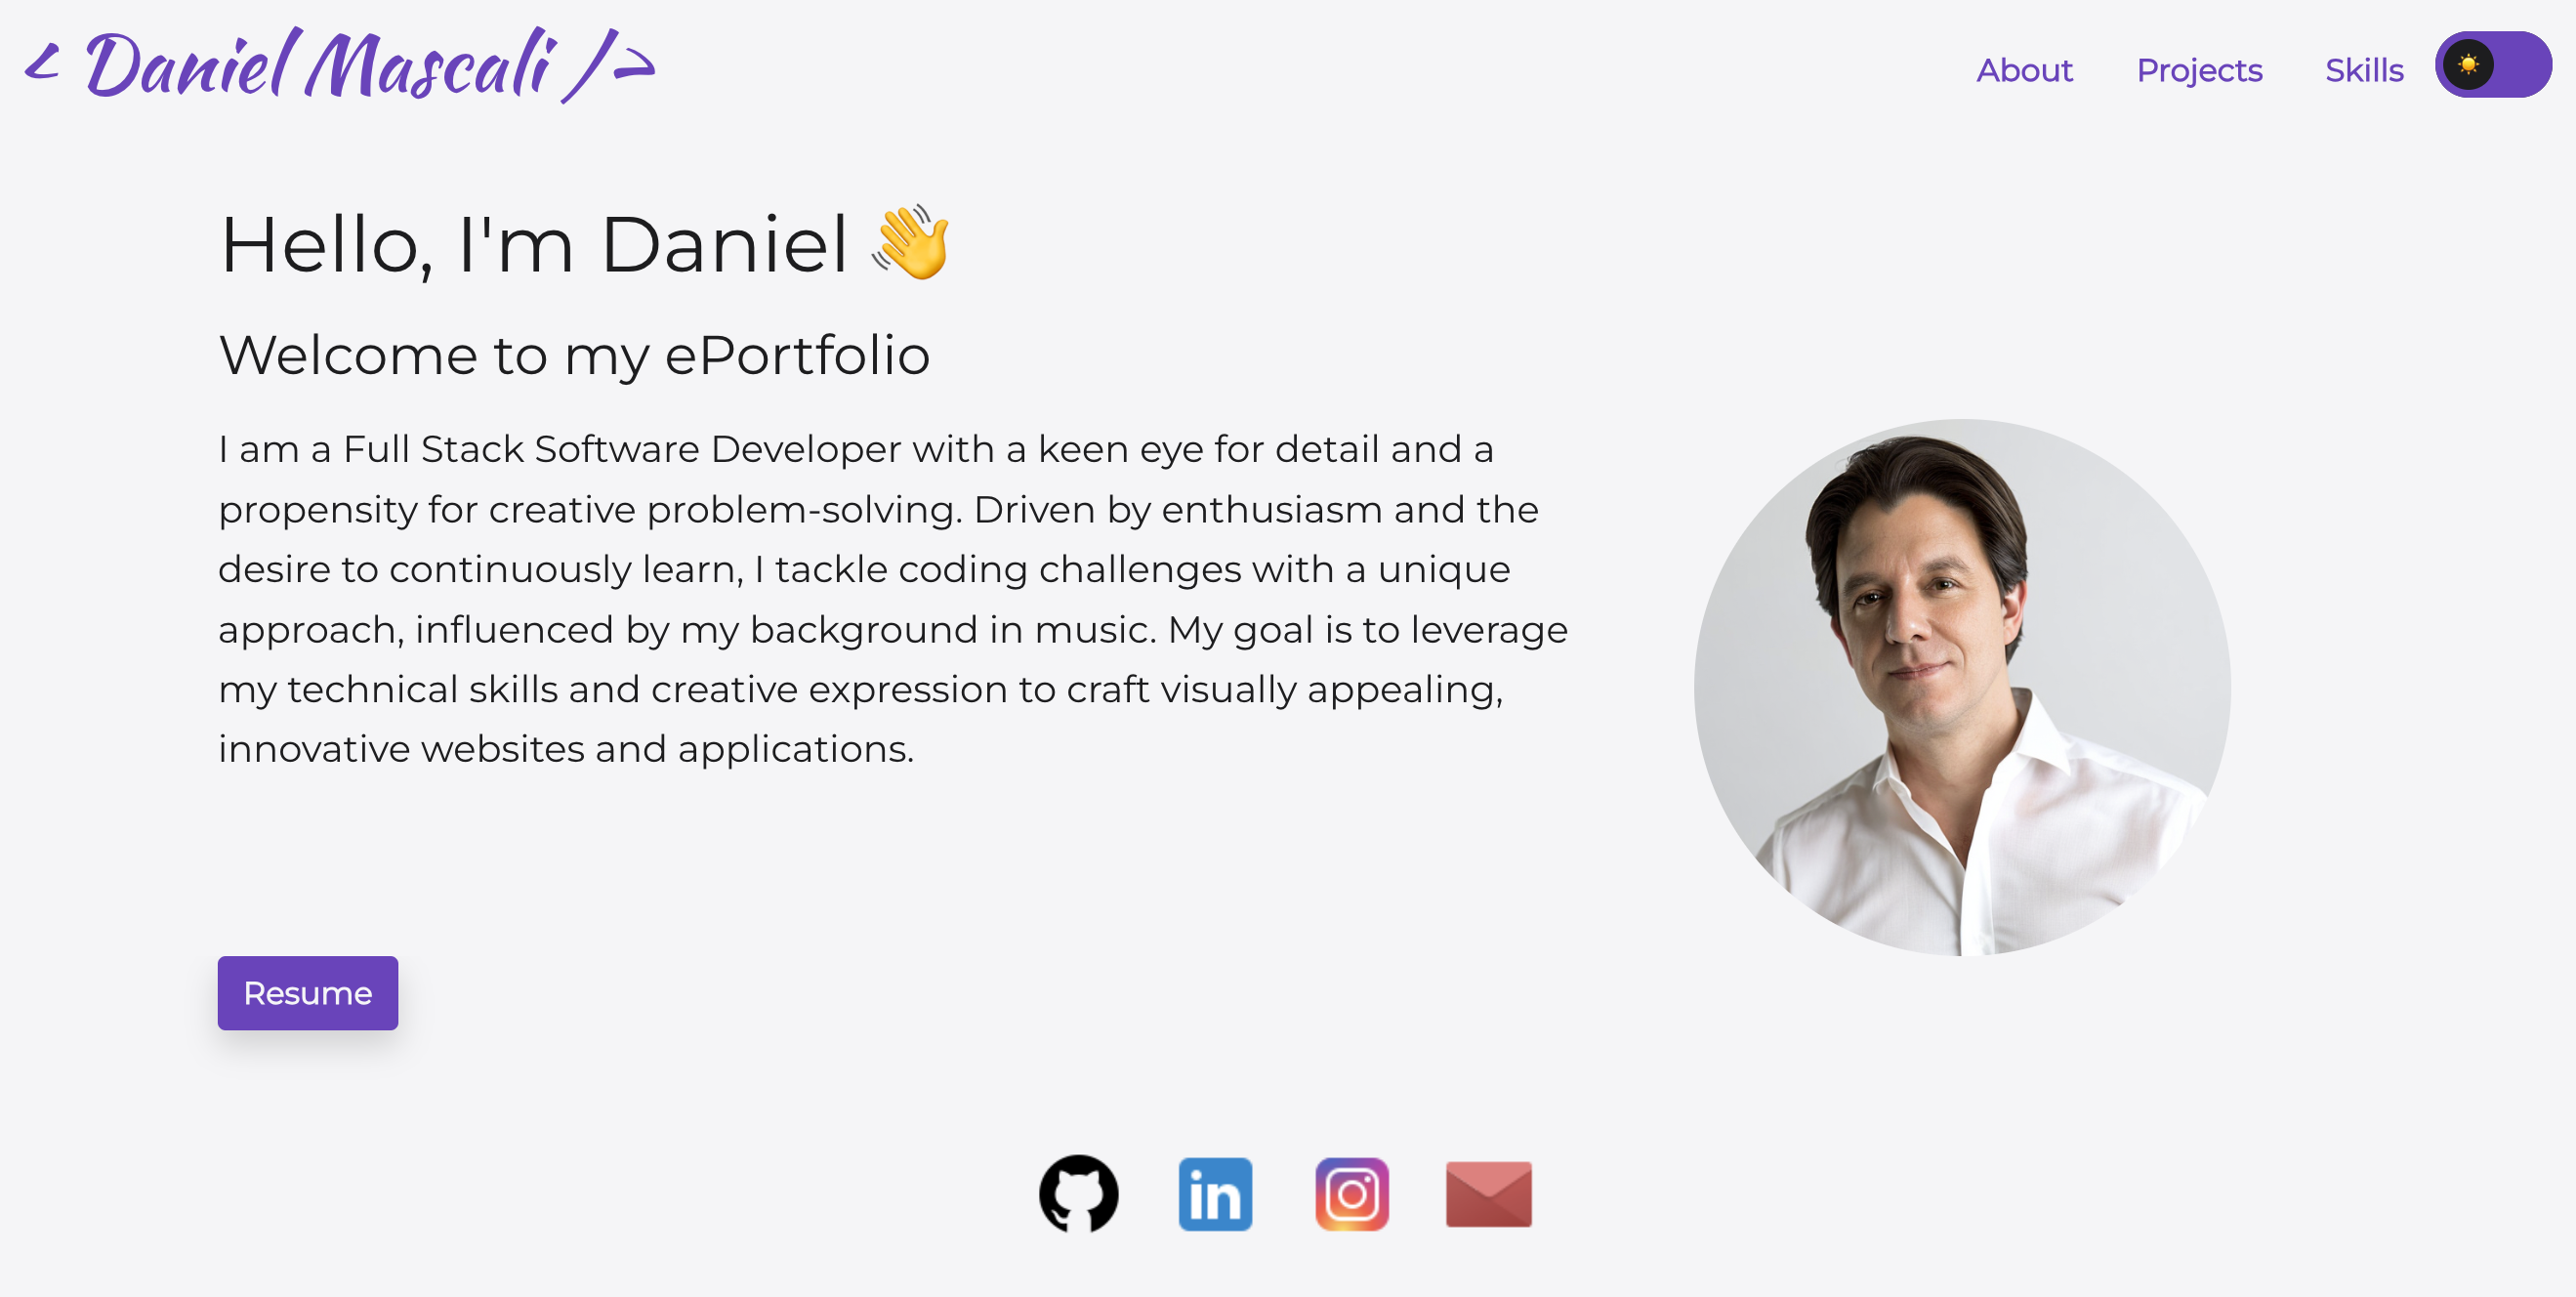 < Daniel Mascali />
About Projects Skills
Hello, I'm Daniel 👋
Welcome to my ePortfolio
I am a Full Stack Software Developer with a keen eye for detail and a
propensity for creative problem-solving. Driven by enthusiasm and the
desire to continuously learn, I tackle coding challenges with a unique
approach, influenced by my background in music. My goal is to leverage
my technical skills and creative expression to craft visually appealing,
innovative websites and applications.
Resume
in